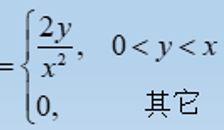 = { 2y/x², 0 < y < x
0, 其它